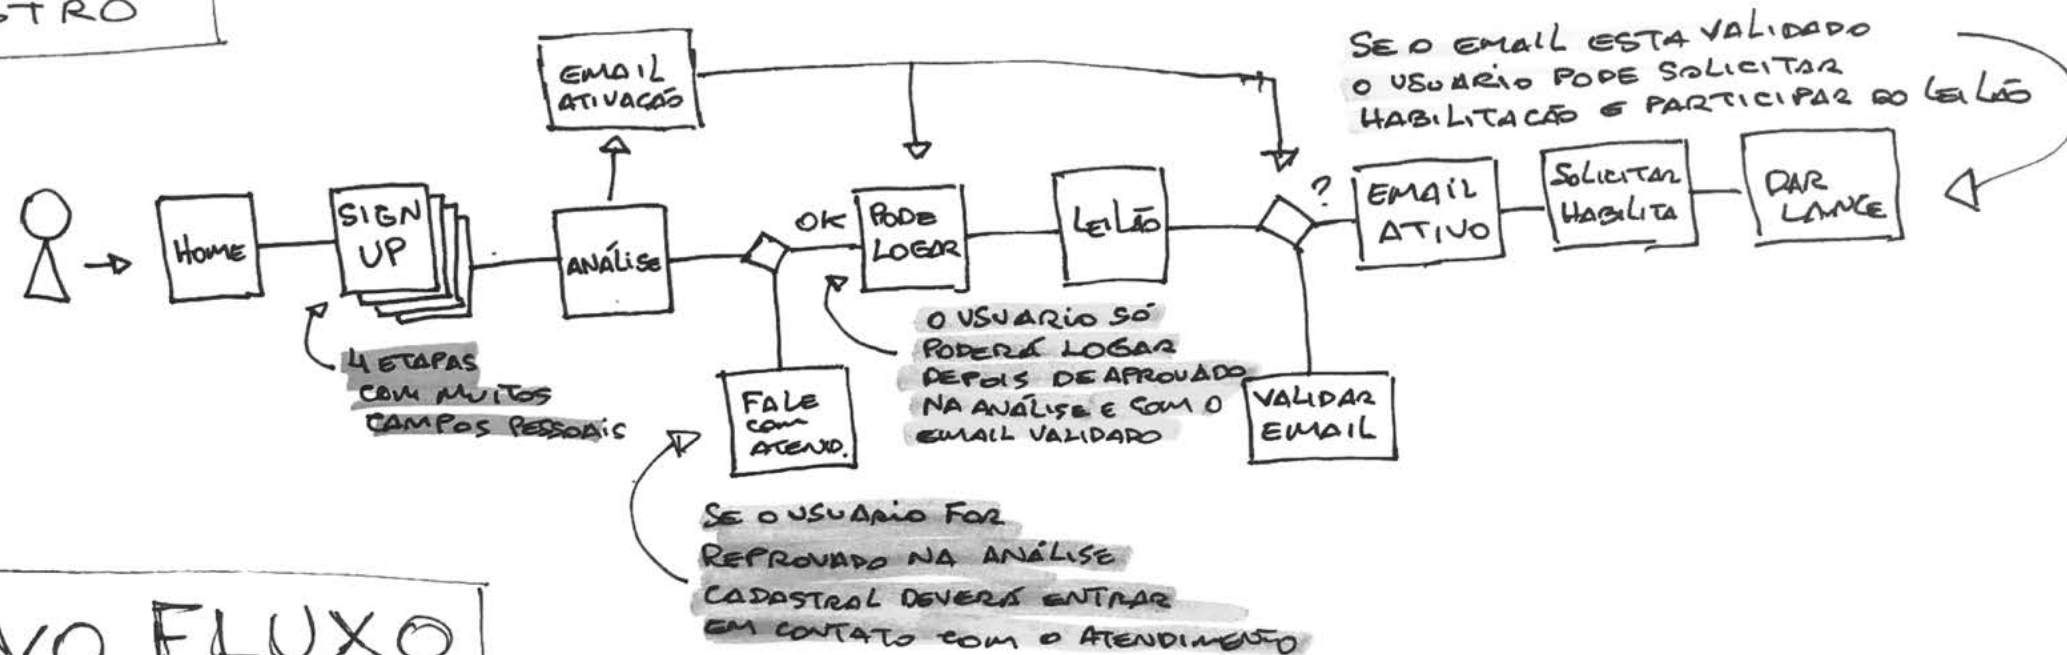 STRO
EMAIL
ATIVAÇÃO
SE O EMAIL ESTA VALIDADO
O USUARIO PODE SOLICITAR
HABILITACÃO E PARTICIPAR DO LEILÃO
HOME
SIGN
UP
ANÁLISE
OK
PODE
LOGAR
LEILÃO
?
EMAIL
ATIVO
SOLICITAR
HABILITA
DAR
LANCE
4 ETAPAS
COM MUITOS
CAMPOS PESSOAIS
O USUARIO SÓ
PODERÁ LOGAR
DEPOIS DE APROVADO
NA ANÁLISE E COM O
EMAIL VALIDADO
FALE
COM
ATEND.
VALIDAR
EMAIL
SE O USUARIO FOR
REPROVADO NA ANÁLISE
CADASTRAL DEVERÁ ENTRAR
EM CONTATO COM O ATENDIMENTO
VO FLUXO